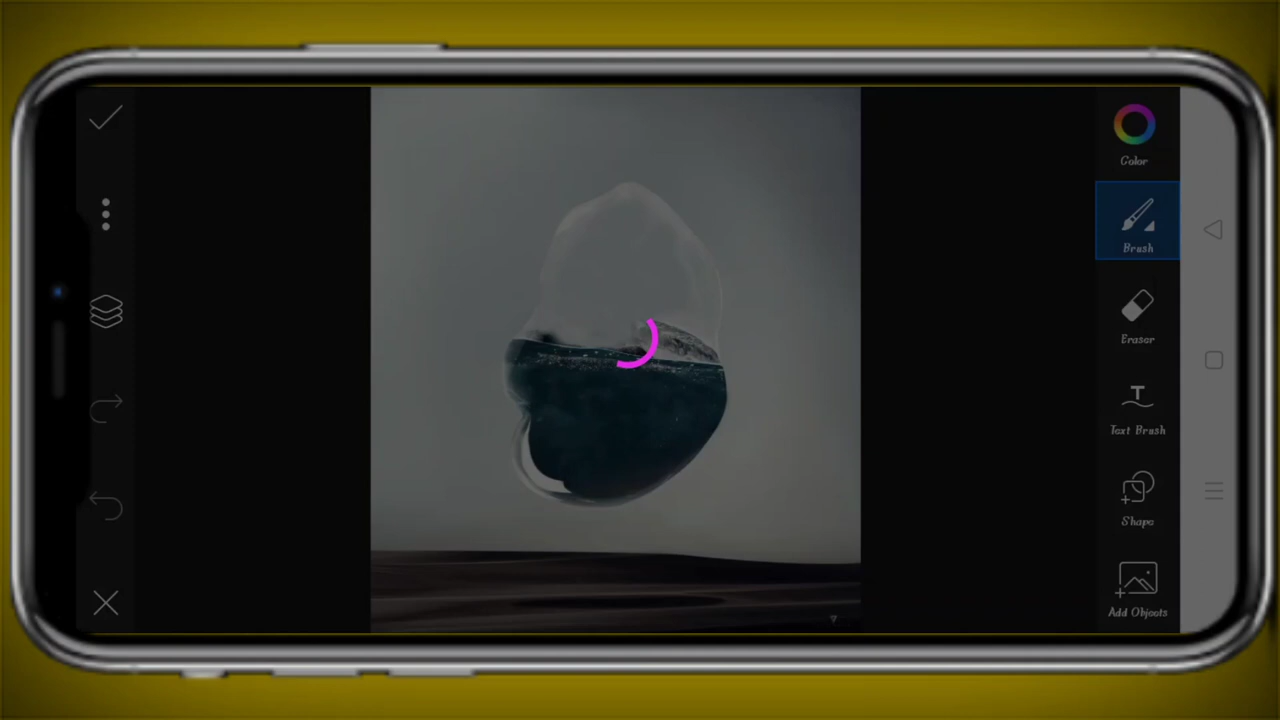 Color
Brush
Eraser
Text Brush
Shape
Add Objects